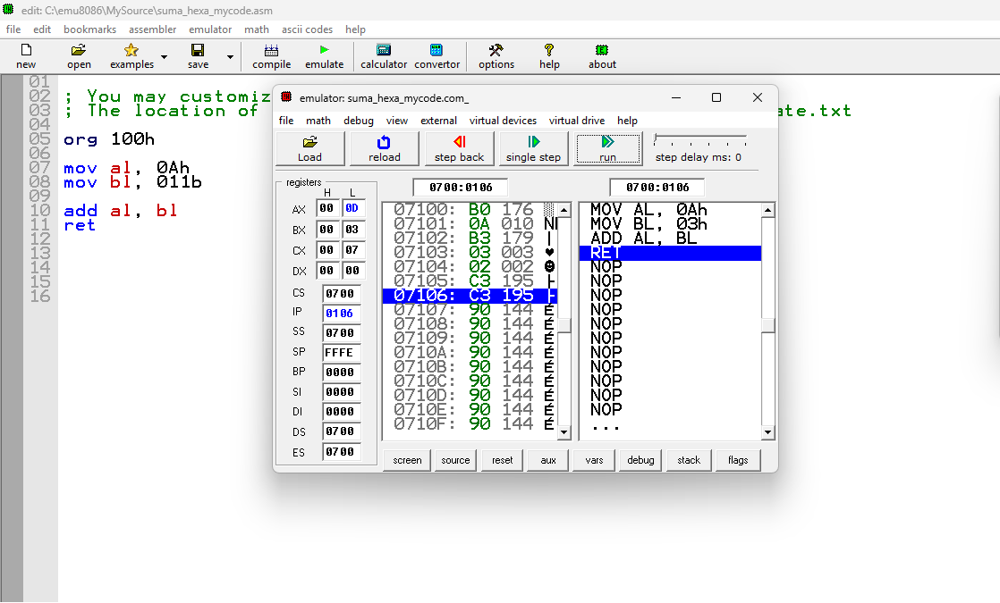 edit: C:\emu8086\MySource\suma_hexa_mycode.asm
file edit bookmarks assembler emulator math ascii codes help
new open examples save compile emulate calculator convertor options help about
01
02 ; You may customiz
03 ; The location of
ate.txt
04
05 org 100h
06
07 mov al, 0Ah
08 mov bl, 011b
09
10 add al, bl
11 ret
12
13
14
15
16
emulator: suma_hexa_mycode.com_
file math debug view external virtual devices virtual drive help
Load reload step back single step run step delay ms: 0
registers
H L
AX 00 0D
BX 00 03
CX 00 07
DX 00 00
CS 0700
IP 0106
SS 0700
SP FFFE
BP 0000
SI 0000
DI 0000
DS 0700
ES 0700
0700:0106
07100: B0 176
07101: 0A 010
07102: B3 179 |
07103: 03 003 ♥
07104: 02 002 ☻
07105: C3 195 ├
07106: C3 195 ├
07107: 90 144 É
07108: 90 144 É
07109: 90 144 É
0710A: 90 144 É
0710B: 90 144 É
0710C: 90 144 É
0710D: 90 144 É
0710E: 90 144 É
0710F: 90 144 É
0700:0106
MOV AL, 0Ah
MOV BL, 03h
ADD AL, BL
RET
NOP
NOP
NOP
NOP
NOP
NOP
NOP
NOP
NOP
NOP
NOP
...
screen source reset aux vars debug stack flags